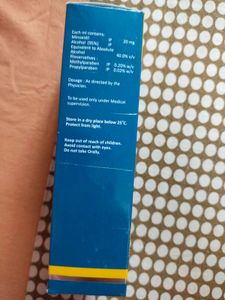 Each ml contains:
Minoxidil IP 20 mg
Alcohol (95%) IP
Equivalent to Absolute
Alcohol 40.0% v/v
Preservatives :
Methylparaben IP 0.20% w/v
Propylparaben IP 0.02% w/v
Dosage : As directed by the
Physician.
To be used only under Medical
supervision.
Store in a dry place below 25°C.
Protect from light.
Keep out of reach of children.
Avoid contact with eyes.
Do not take Orally.